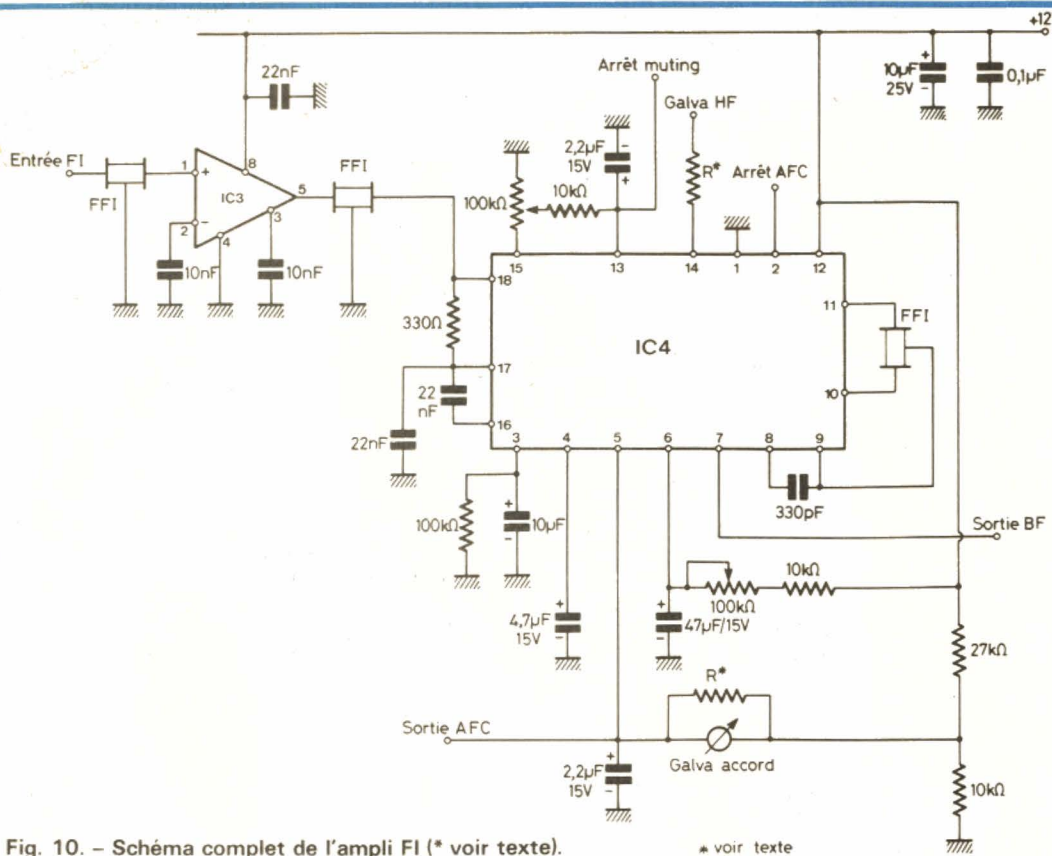 +12
22nF
Arrêt muting
10µF
25V
0,1µF
Galva HF
Entrée FI
FFI
1
+
8
IC3
5
FFI
2
-
4
3
10nF
10nF
2,2µF
15V
-
+
R*
Arrêt AFC
100kΩ
10kΩ
15
13
14
1
2
12
18
330Ω
17
22
nF
16
22nF
IC4
11
FFI
10
3
4
5
6
7
8
9
100kΩ
+
10µF
-
330pF
Sortie BF
+
4,7µF
15V
-
+
47µF/15V
-
100kΩ
10kΩ
27kΩ
R*
Sortie AFC
Galva accord
+
2,2µF
15V
-
10kΩ
Fig. 10. – Schéma complet de l'ampli FI (* voir texte).
* voir texte